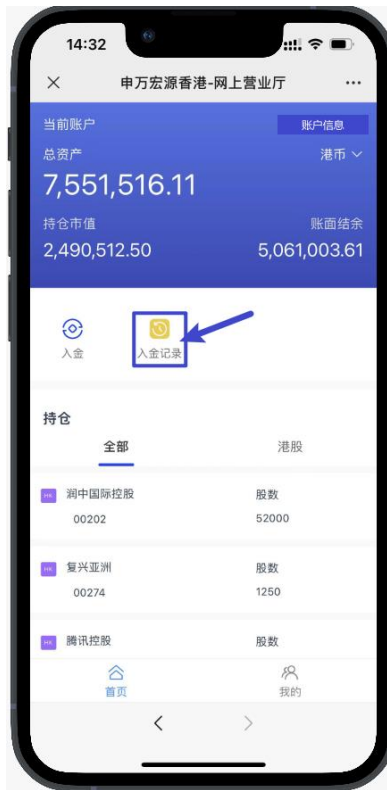 14:32
申万宏源香港-网上营业厅
当前账户
账户信息
总资产
港币
7,551,516.11
持仓市值
账面结余
2,490,512.50
5,061,003.61
入金
入金记录
持仓
全部
港股
HK 润中国际控股
股数
00202
52000
HK 复兴亚洲
股数
00274
1250
HK 腾讯控股
股数
首页
我的